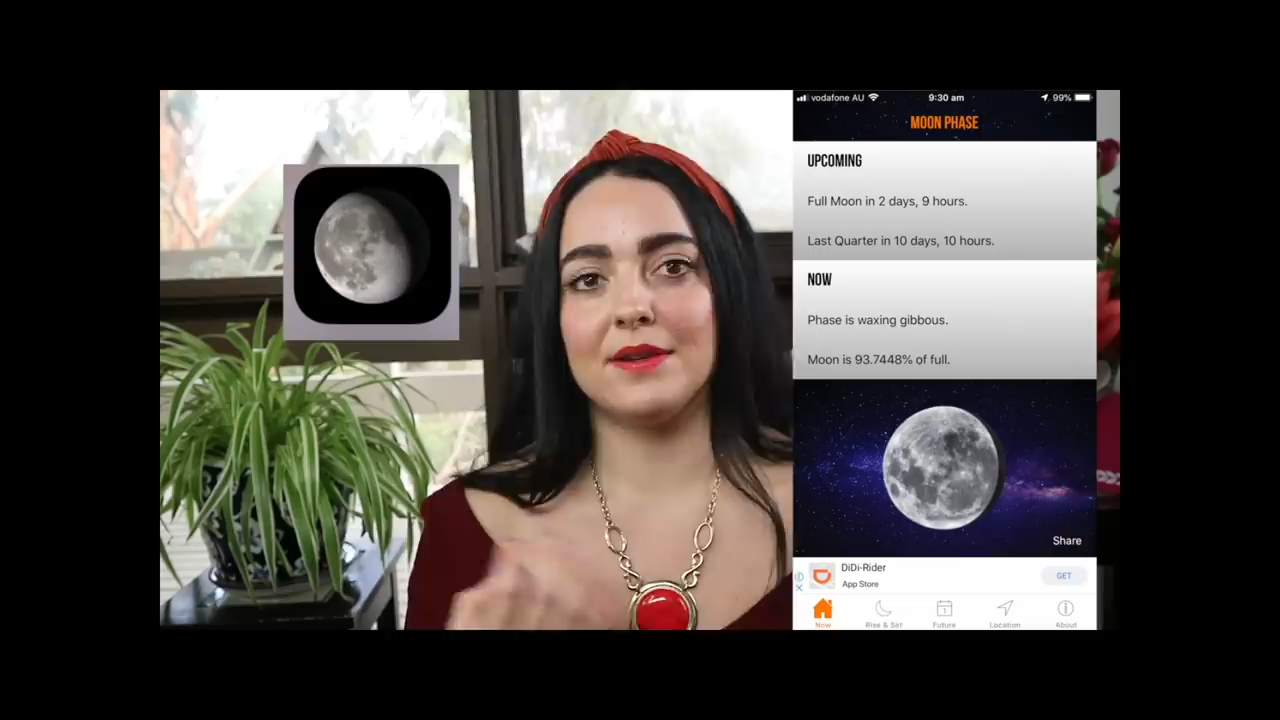 vodafone AU
9:30 am
99%
MOON PHASE
UPCOMING
Full Moon in 2 days, 9 hours.
Last Quarter in 10 days, 10 hours.
NOW
Phase is waxing gibbous.
Moon is 93.7448% of full.
Share
DiDi-Rider
App Store
GET
1
Now
Rise & Set
Future
Location
About